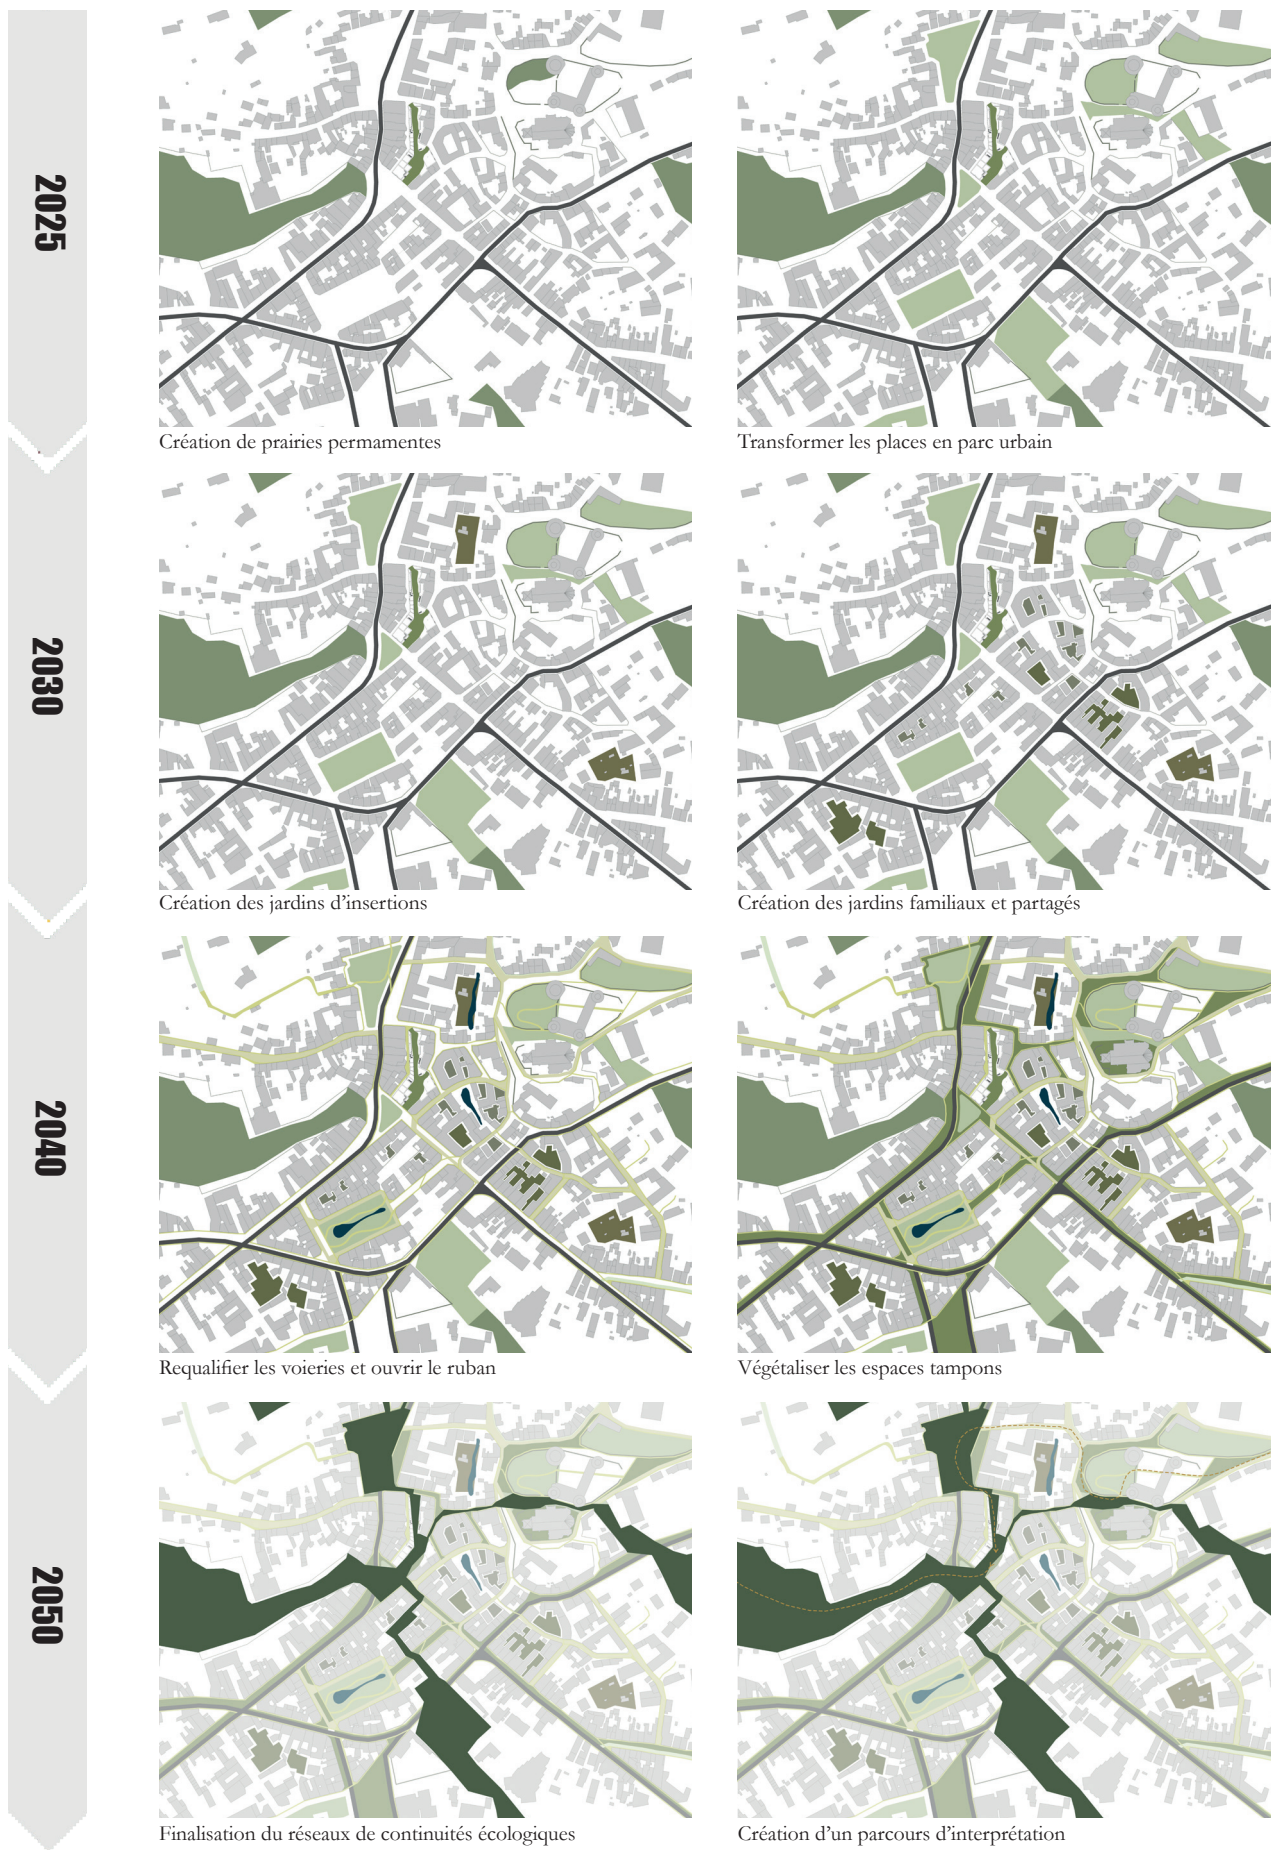 2025
Création de prairies permamentes
Transformer les places en parc urbain
2030
Création des jardins d'insertions
Création des jardins familiaux et partagés
2040
Requalifier les voieries et ouvrir le ruban
Végétaliser les espaces tampons
2050
Finalisation du réseaux de continuités écologiques
Création d'un parcours d'interprétation